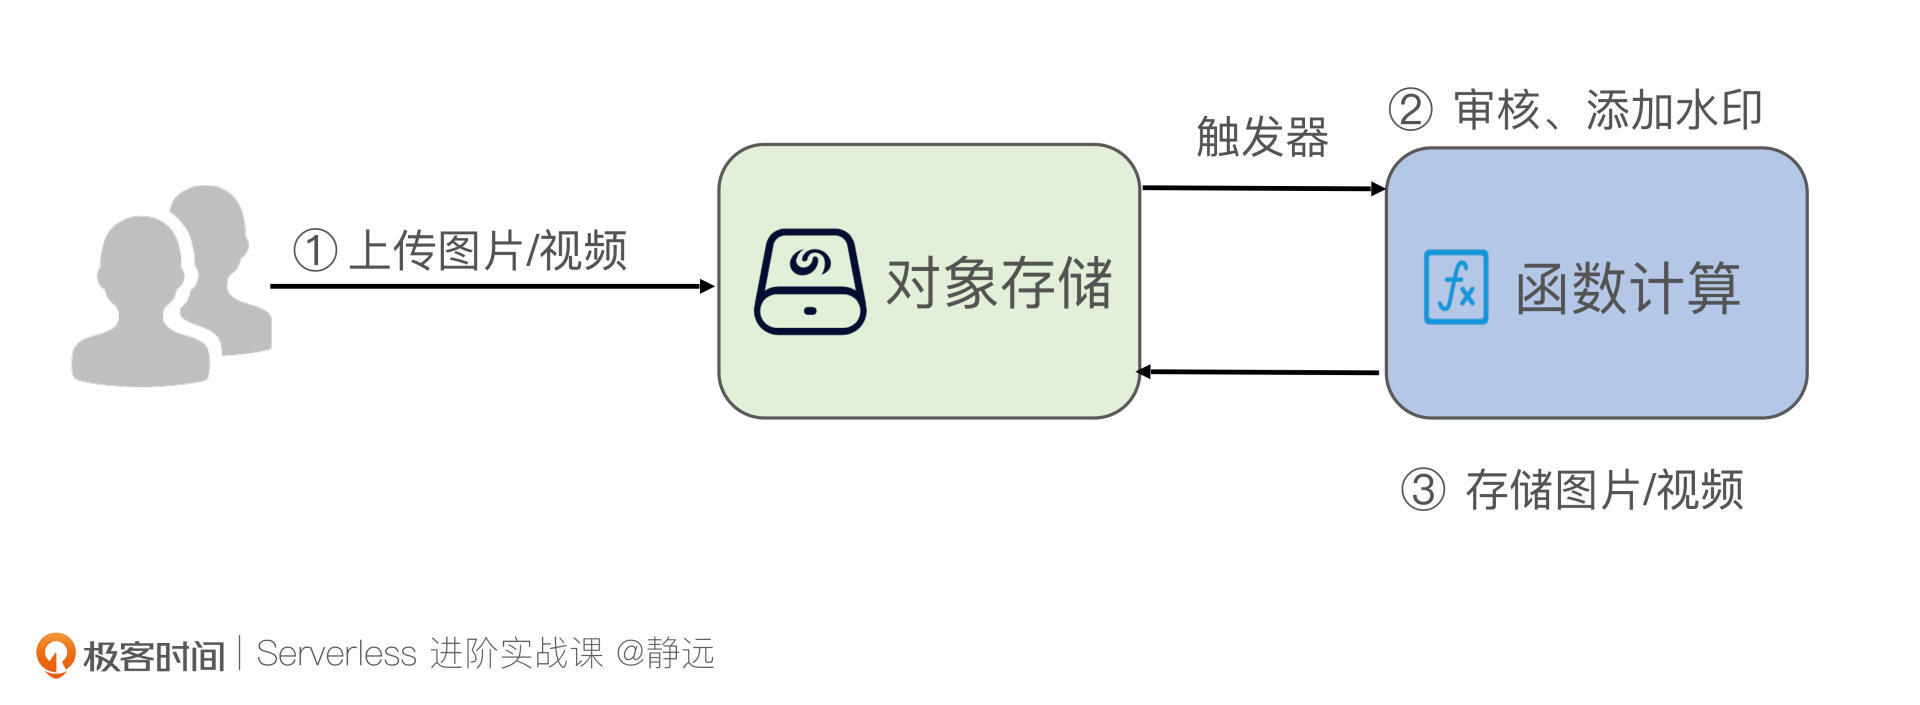 ② 审核、添加水印
触发器
① 上传图片/视频
对象存储
fx 函数计算
③ 存储图片/视频
极客时间 | Serverless 进阶实战课 @静远